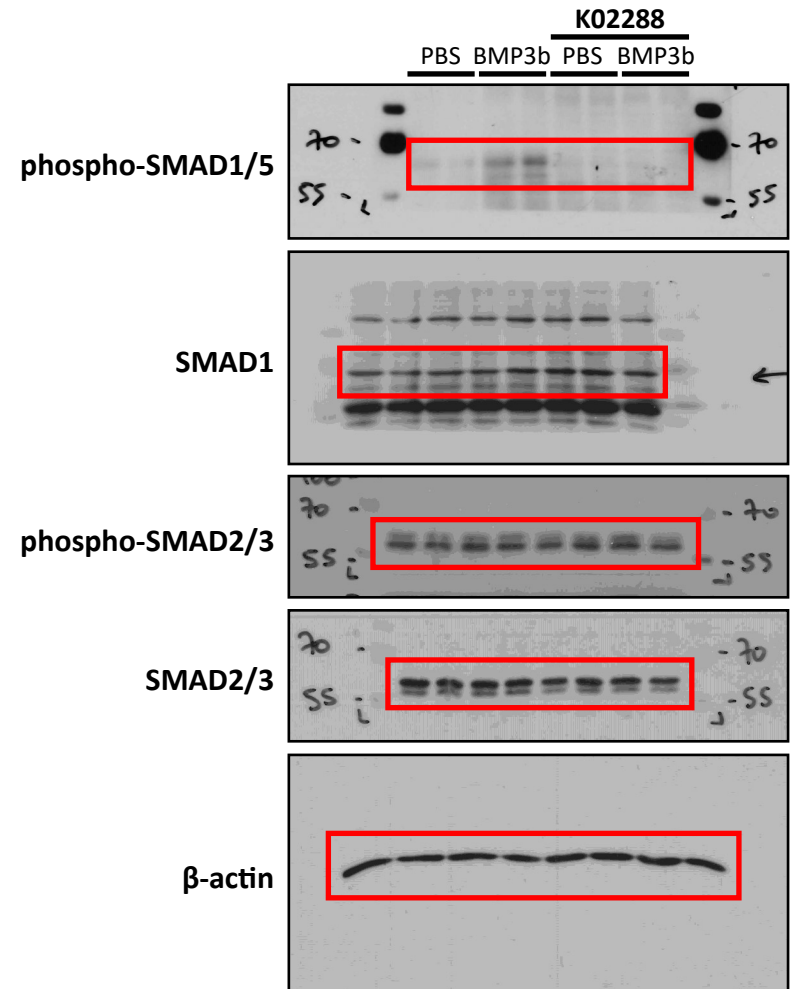 K02288
PBS BMP3b PBS BMP3b
phospho-SMAD1/5
70 - - 70
55 - - 55
SMAD1
phospho-SMAD2/3
100
70 - - 70
55 - - 55
SMAD2/3
70 - - 70
55 - - 55
β-actin